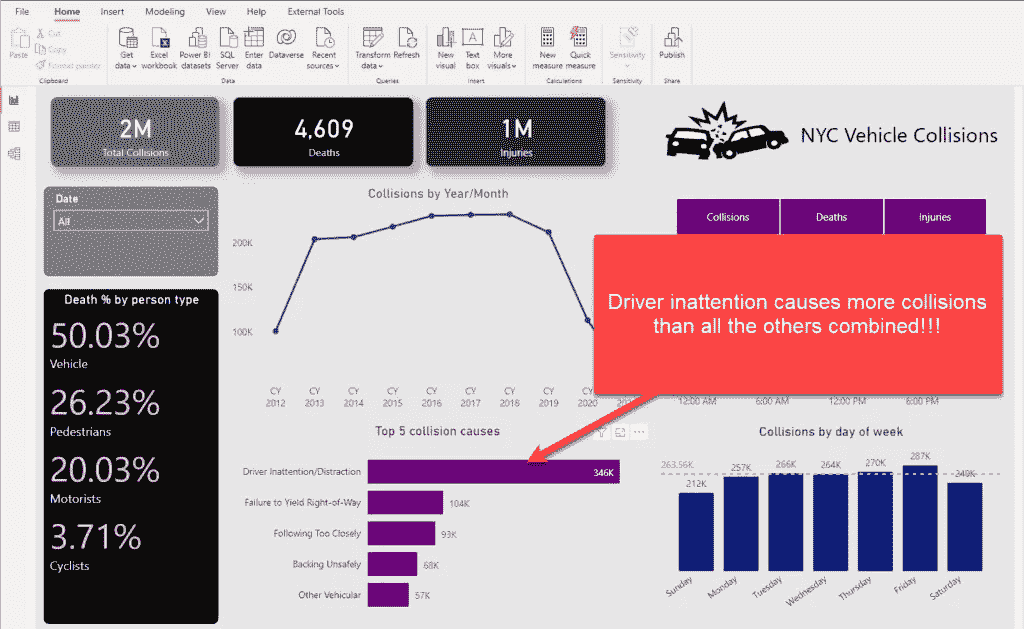 File Home Insert Modeling View Help External Tools
Paste
Cut
Copy
Format painter
Get data
Excel workbook
Power BI datasets
SQL Server
Enter data
Dataverse
Recent sources
Transform data
Refresh
New visual
Text box
More visuals
New measure
Quick measure
Sensitivity
Publish
Clipboard
Data
Queries
Insert
Calculations
Sensitivity
Share
2M
Total Collisions
4,609
Deaths
1M
Injuries
NYC Vehicle Collisions
Date
All
Death % by person type
50.03%
Vehicle
26.23%
Pedestrians
20.03%
Motorists
3.71%
Cyclists
Collisions by Year/Month
200K
150K
100K
CY 2012
CY 2013
CY 2014
CY 2015
CY 2016
CY 2017
CY 2018
CY 2019
CY 2020
Collisions Deaths Injuries
Driver inattention causes more collisions
than all the others combined!!!
12:00 AM 6:00 AM 12:00 PM 6:00 PM
Top 5 collision causes
Driver Inattention/Distraction 346K
Failure to Yield Right-of-Way 104K
Following Too Closely 93K
Backing Unsafely 68K
Other Vehicular 57K
Collisions by day of week
263.56K
212K
257K
266K
264K
270K
287K
Sunday
Monday
Tuesday
Wednesday
Thursday
Friday
Saturday